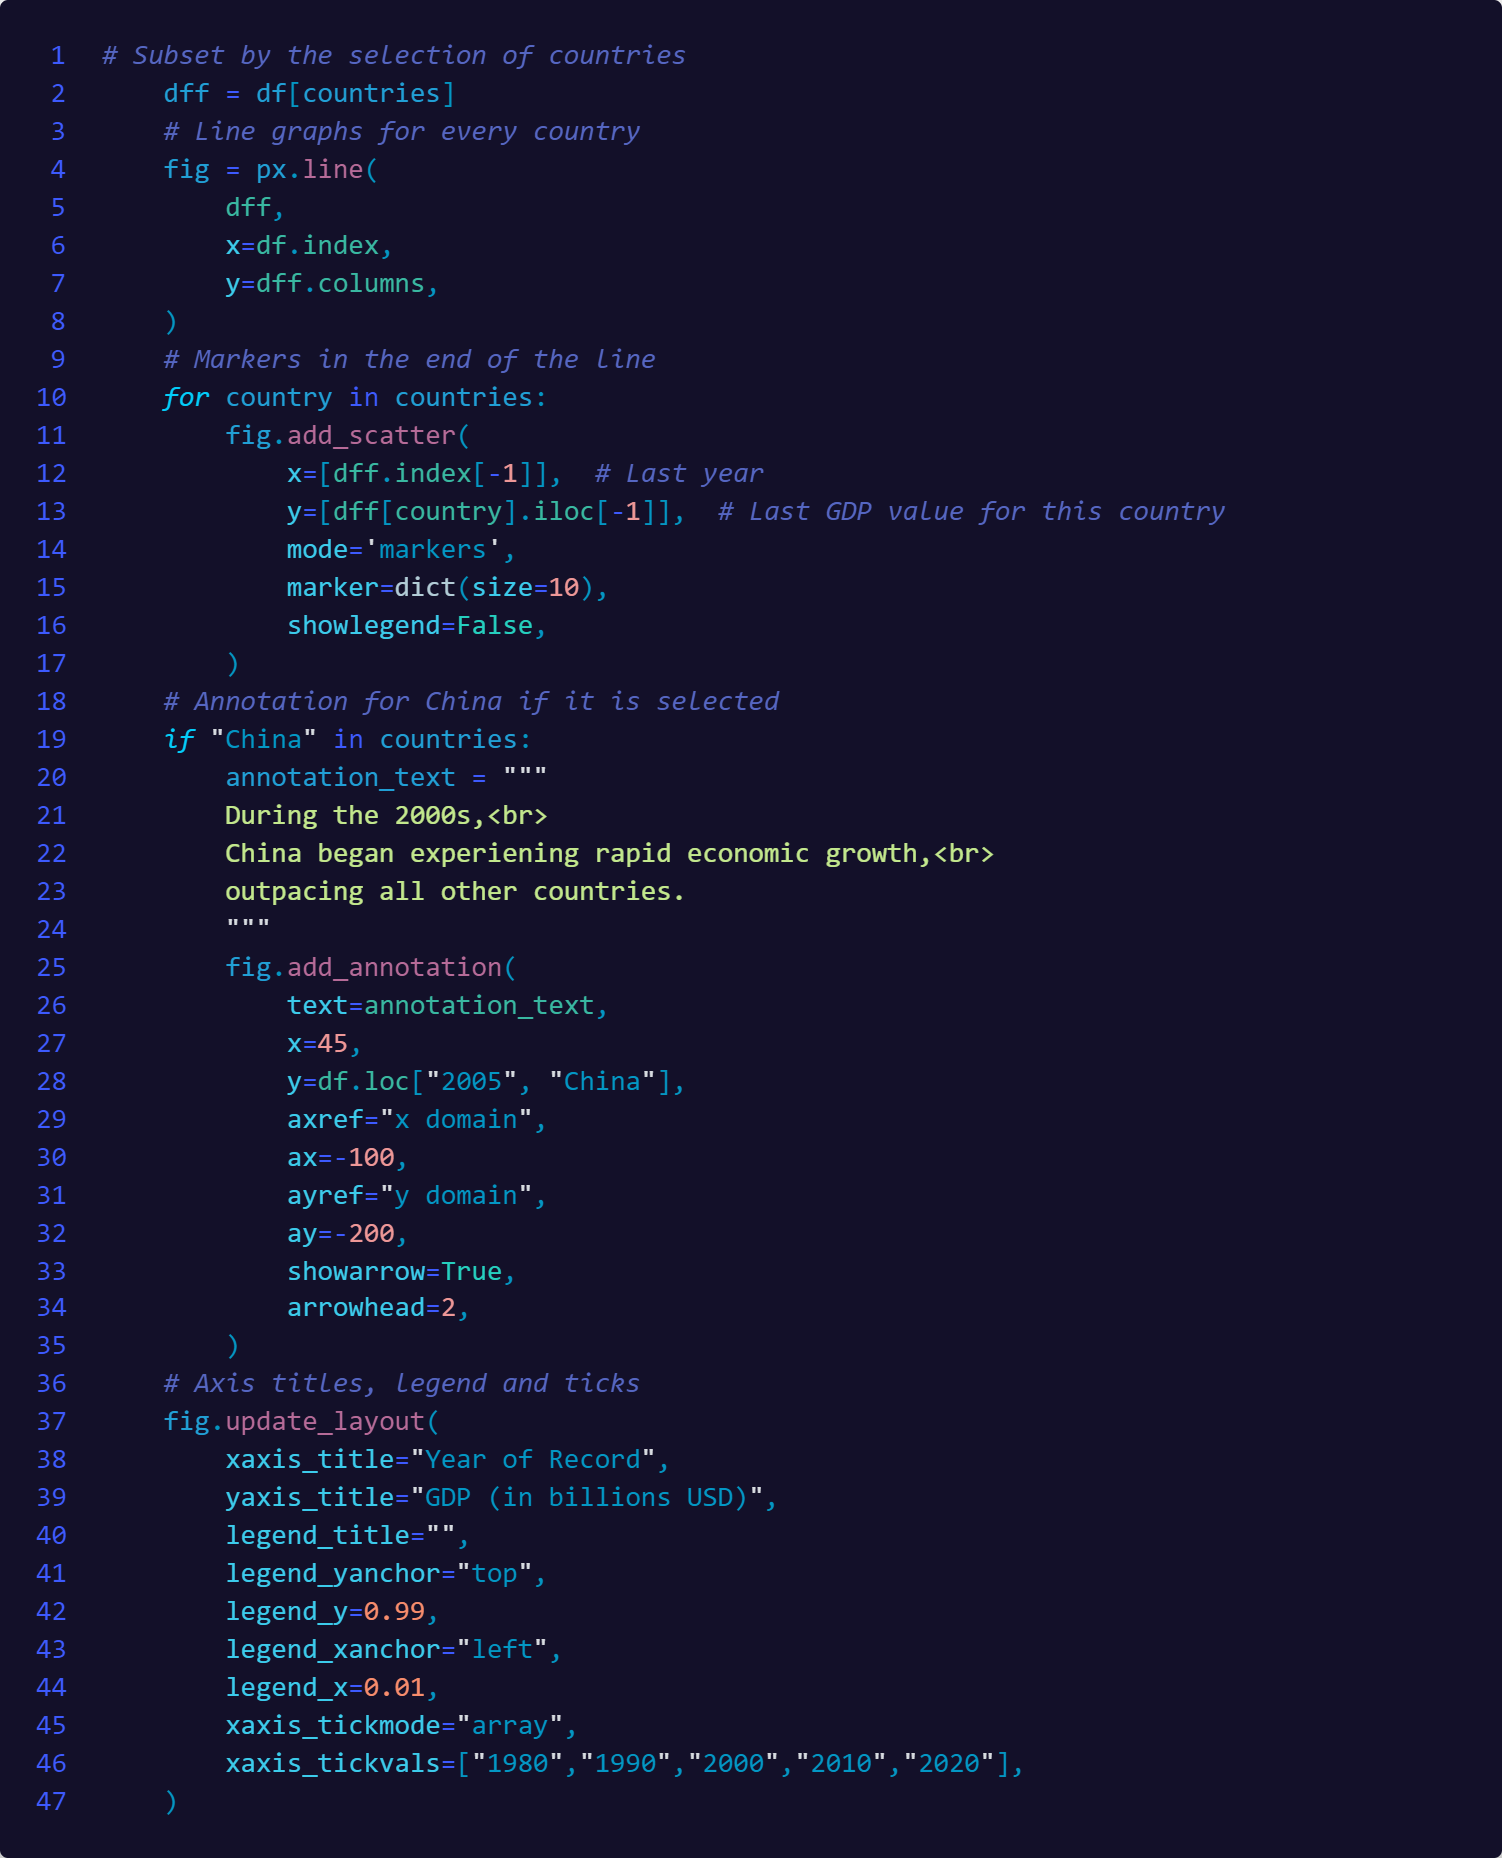 1 # Subset by the selection of countries
2     dff = df[countries]
3     # Line graphs for every country
4     fig = px.line(
5         dff,
6         x=df.index,
7         y=dff.columns,
8     )
9     # Markers in the end of the line
10     for country in countries:
11         fig.add_scatter(
12             x=[dff.index[-1]],  # Last year
13             y=[dff[country].iloc[-1]],  # Last GDP value for this country
14             mode='markers',
15             marker=dict(size=10),
16             showlegend=False,
17         )
18     # Annotation for China if it is selected
19     if "China" in countries:
20         annotation_text = """
21         During the 2000s,<br>
22         China began experiening rapid economic growth,<br>
23         outpacing all other countries.
24         """
25         fig.add_annotation(
26             text=annotation_text,
27             x=45,
28             y=df.loc["2005", "China"],
29             axref="x domain",
30             ax=-100,
31             ayref="y domain",
32             ay=-200,
33             showarrow=True,
34             arrowhead=2,
35         )
36     # Axis titles, legend and ticks
37     fig.update_layout(
38         xaxis_title="Year of Record",
39         yaxis_title="GDP (in billions USD)",
40         legend_title="",
41         legend_yanchor="top",
42         legend_y=0.99,
43         legend_xanchor="left",
44         legend_x=0.01,
45         xaxis_tickmode="array",
46         xaxis_tickvals=["1980","1990","2000","2010","2020"],
47     )